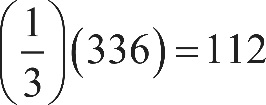 (1/3)(336) = 112